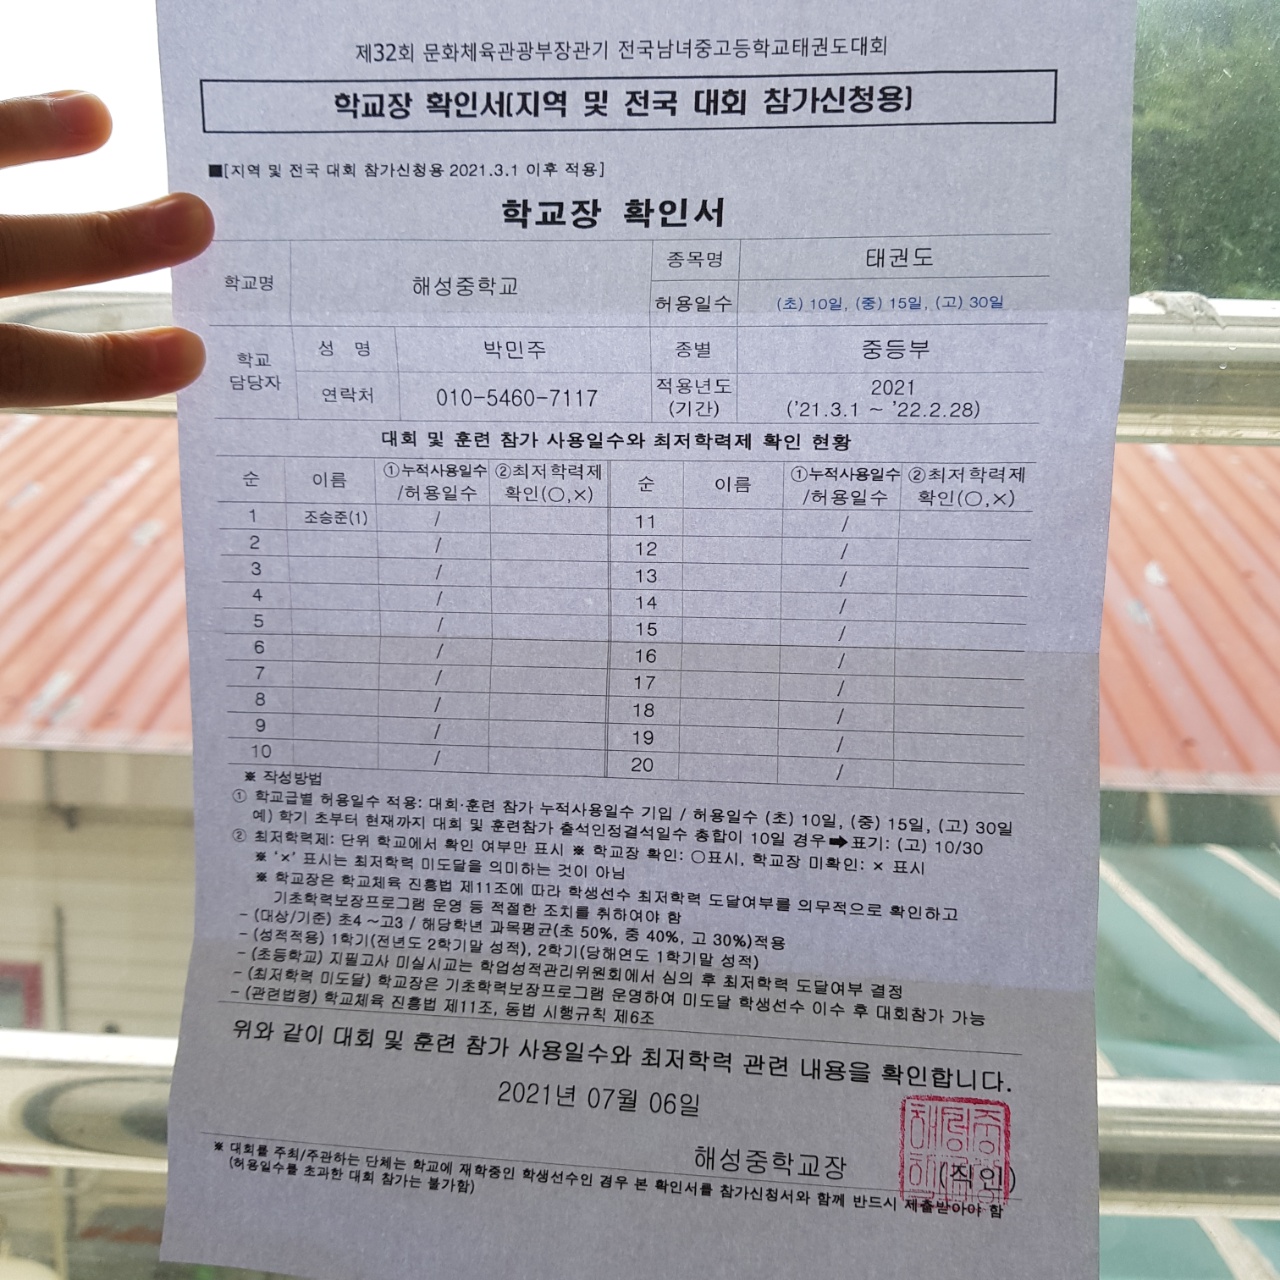 제32회 문화체육관광부장관기 전국남녀중고등학교태권도대회
학교장 확인서(지역 및 전국 대회 참가신청용)
■[지역 및 전국 대회 참가신청용 2021.3.1 이후 적용]
학교장 확인서
학교명 해성중학교 종목명 태권도
허용일수 (초) 10일, (중) 15일, (고) 30일
학교 담당자 성 명 박민주 종별 중등부
연락처 010-5460-7117 적용년도 2021
(기간) ('21.3.1 ~ '22.2.28)
대회 및 훈련 참가 사용일수와 최저학력제 확인 현황
순 이름 ①누적사용일수 ②최저학력제 순 이름 ①누적사용일수 ②최저학력제
/허용일수 확인(○,×) /허용일수 확인(○,×)
1 조승준(1) / 11 /
2 / 12 /
3 / 13 /
4 / 14 /
5 / 15 /
6 / 16 /
7 / 17 /
8 / 18 /
9 / 19 /
10 / 20 /
※ 작성방법
① 학교급별 허용일수 적용: 대회·훈련 참가 누적사용일수 기입 / 허용일수 (초) 10일, (중) 15일, (고) 30일
예) 학기 초부터 현재까지 대회 및 훈련참가 출석인정결석일수 총합이 10일 경우➡표기: (고) 10/30
② 최저학력제: 단위 학교에서 확인 여부만 표시 ※ 학교장 확인: ○표시, 학교장 미확인: × 표시
※ '×' 표시는 최저학력 미도달을 의미하는 것이 아님
※ 학교장은 학교체육 진흥법 제11조에 따라 학생선수 최저학력 도달여부를 의무적으로 확인하고
기초학력보장프로그램 운영 등 적절한 조치를 취하여야 함
- (대상/기준) 초4 ~고3 / 해당학년 과목평균(초 50%, 중 40%, 고 30%)적용
- (성적적용) 1학기(전년도 2학기말 성적), 2학기(당해연도 1학기말 성적)
- (초등학교) 지필고사 미실시교는 학업성적관리위원회에서 심의 후 최저학력 도달여부 결정
- (최저학력 미도달) 학교장은 기초학력보장프로그램 운영하여 미도달 학생선수 이수 후 대회참가 가능
- (관련법령) 학교체육 진흥법 제11조, 동법 시행규칙 제6조
위와 같이 대회 및 훈련 참가 사용일수와 최저학력 관련 내용을 확인합니다.
2021년 07월 06일
해성중학교장 (직인)
※ 대회를 주최/주관하는 단체는 학교에 재학중인 학생선수인 경우 본 확인서를 참가신청서와 함께 반드시 제출받아야 함
(허용일수를 초과한 대회 참가는 불가함)